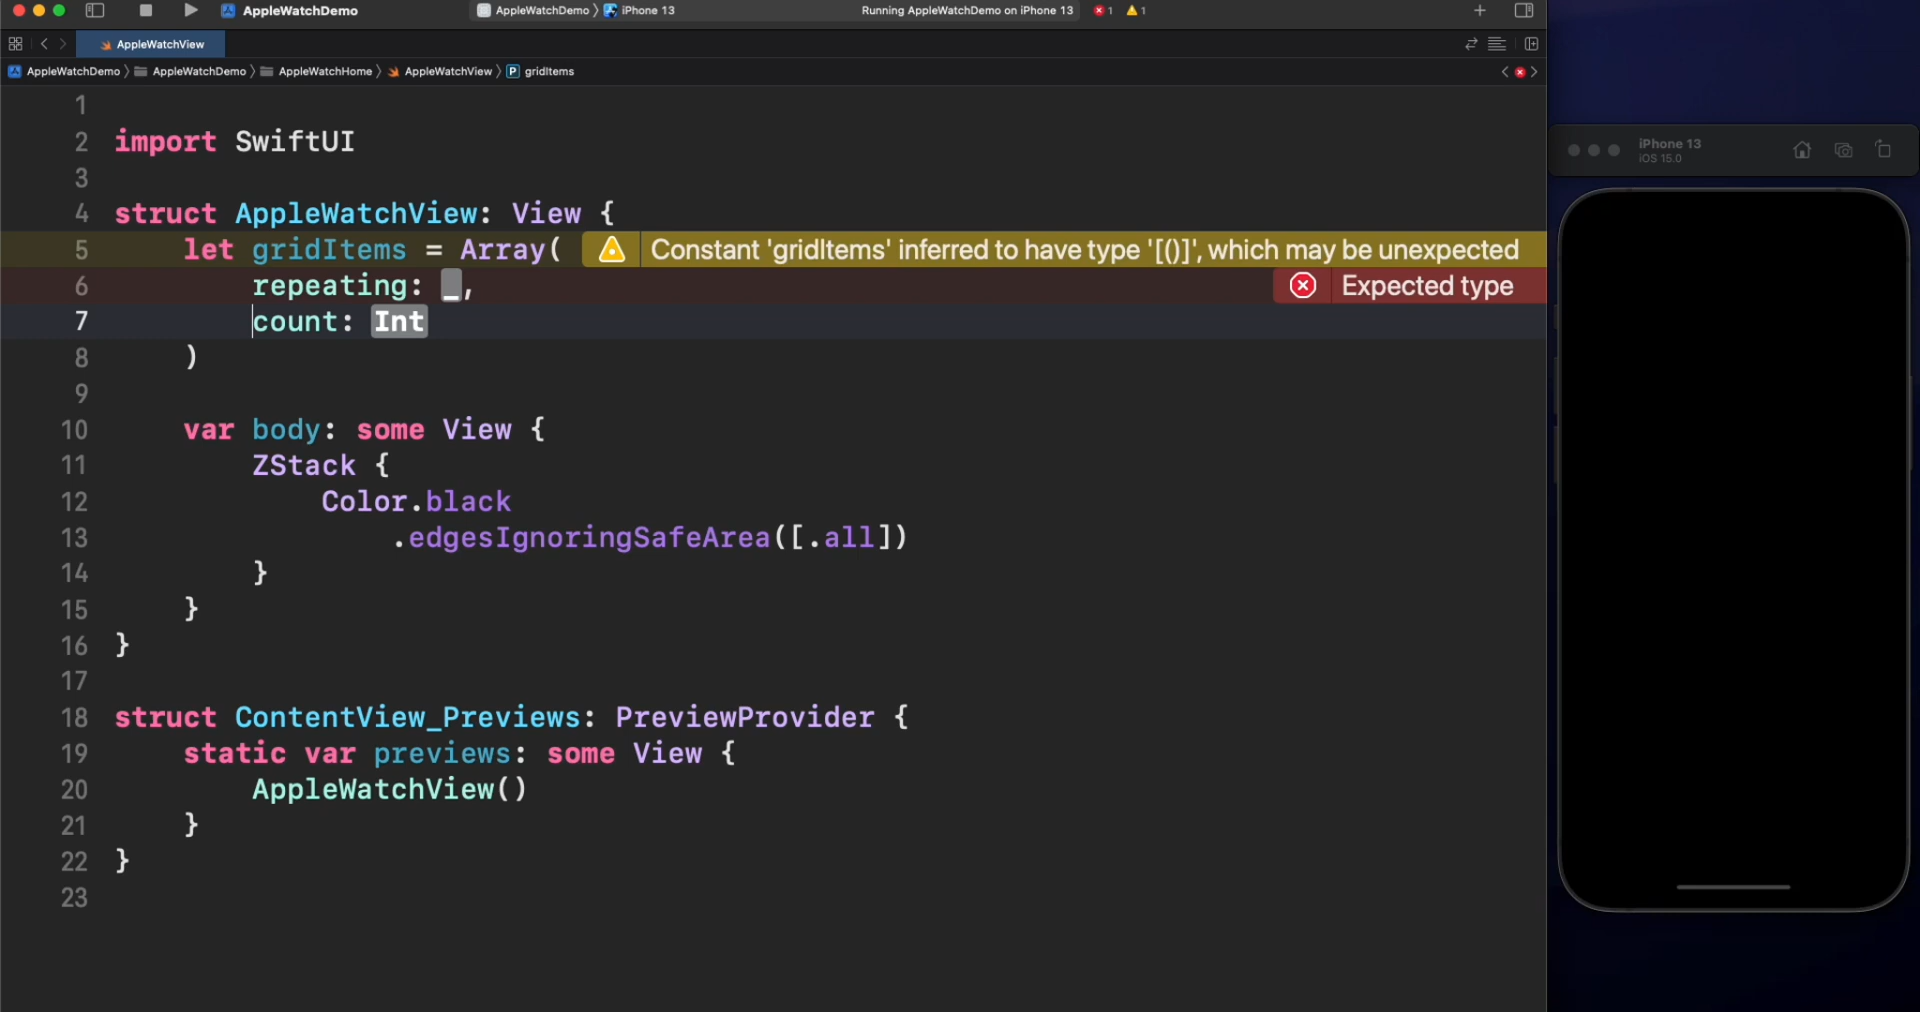 AppleWatchDemo
AppleWatchDemo
iPhone 13
Running AppleWatchDemo on iPhone 13
1
1
AppleWatchView
AppleWatchDemo
AppleWatchDemo
AppleWatchHome
AppleWatchView
P gridItems
1
2 import SwiftUI
3
4 struct AppleWatchView: View {
5 let gridItems = Array( Constant 'gridItems' inferred to have type '[()]', which may be unexpected
6 repeating: _, Expected type
7 count: Int
8 )
9
10 var body: some View {
11 ZStack {
12 Color.black
13 .edgesIgnoringSafeArea([.all])
14 }
15 }
16 }
17
18 struct ContentView_Previews: PreviewProvider {
19 static var previews: some View {
20 AppleWatchView()
21 }
22 }
23
iPhone 13
iOS 15.0